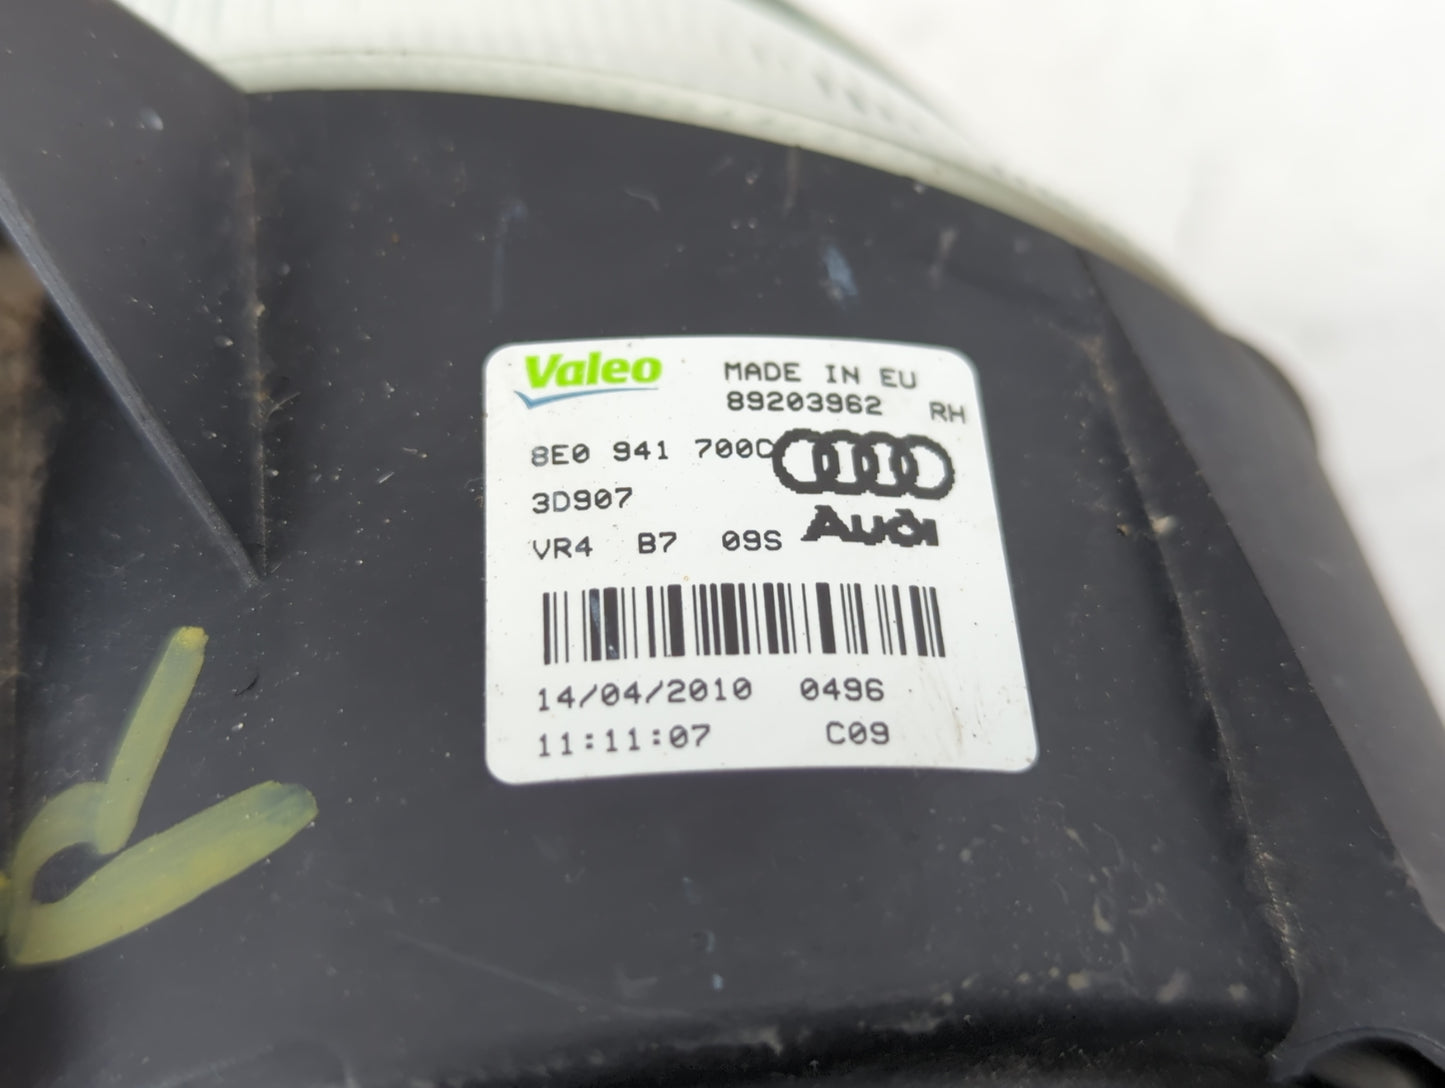 Valeo MADE IN EU
89203962 RH
8E0 941 700C
3D907
VR4 B7 09S Audi
14/04/2010 0496
11:11:07 C09